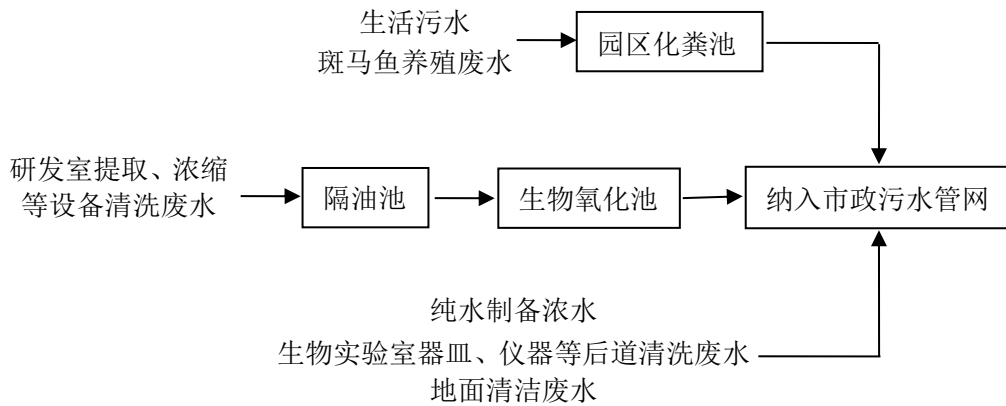 生活污水
斑马鱼养殖废水
园区化粪池
研发室提取、浓缩
等设备清洗废水
隔油池
生物氧化池
纳入市政污水管网
纯水制备浓水
生物实验室器皿、仪器等后道清洗废水
地面清洁废水